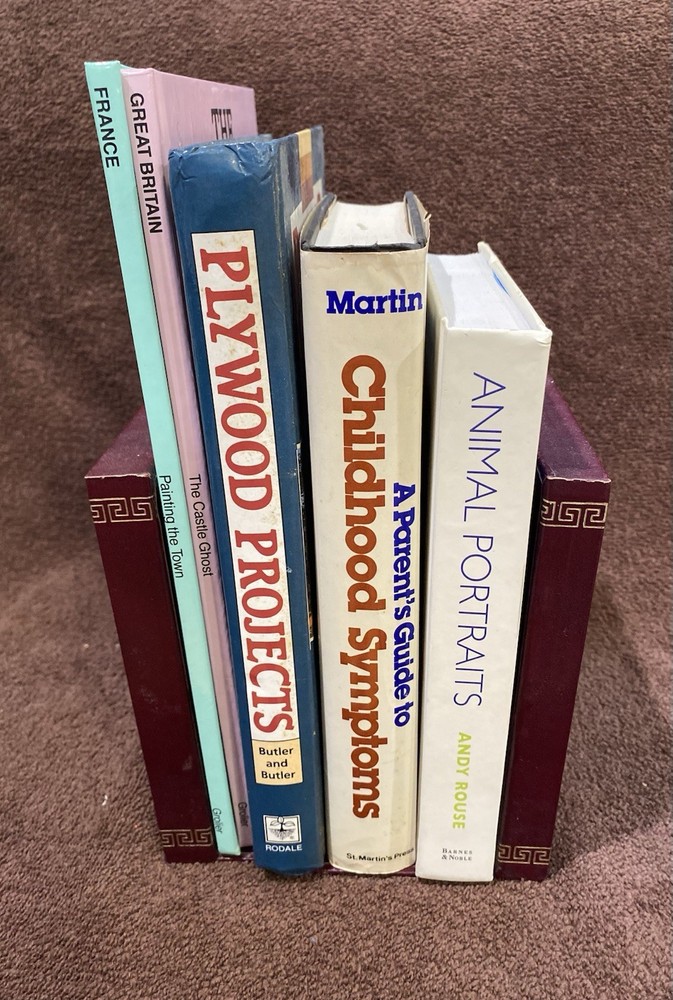 FRANCE
Painting the Town
Grolier
GREAT BRITAIN
The Castle Ghost
Grolier
THE
PLYWOOD PROJECTS
Butler
and
Butler
RODALE
Martin
A Parent's Guide to
Childhood Symptoms
St. Martin's Press
ANIMAL PORTRAITS
ANDY ROUSE
BARNES
& NOBLE